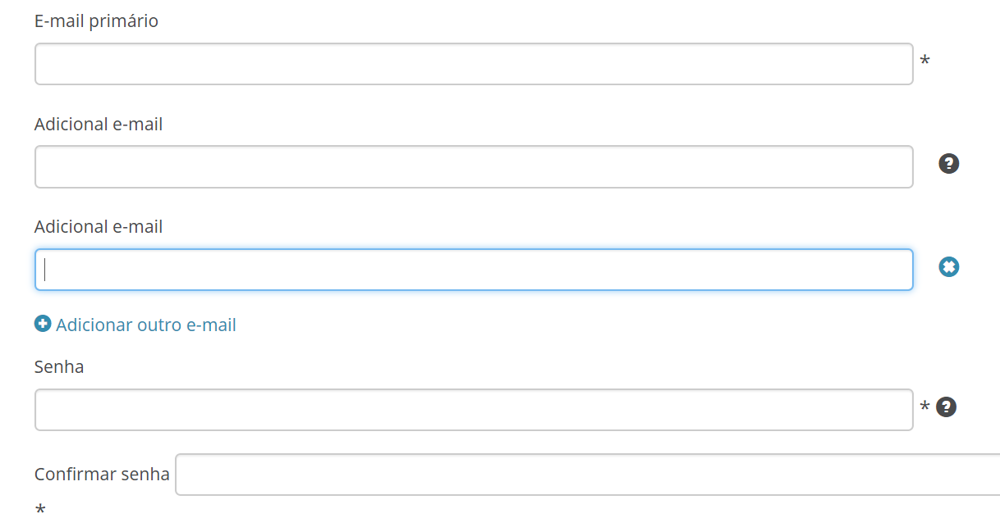 E-mail primário
*
Adicional e-mail
?
Adicional e-mail
Adicionar outro e-mail
Senha
* ?
Confirmar senha
*